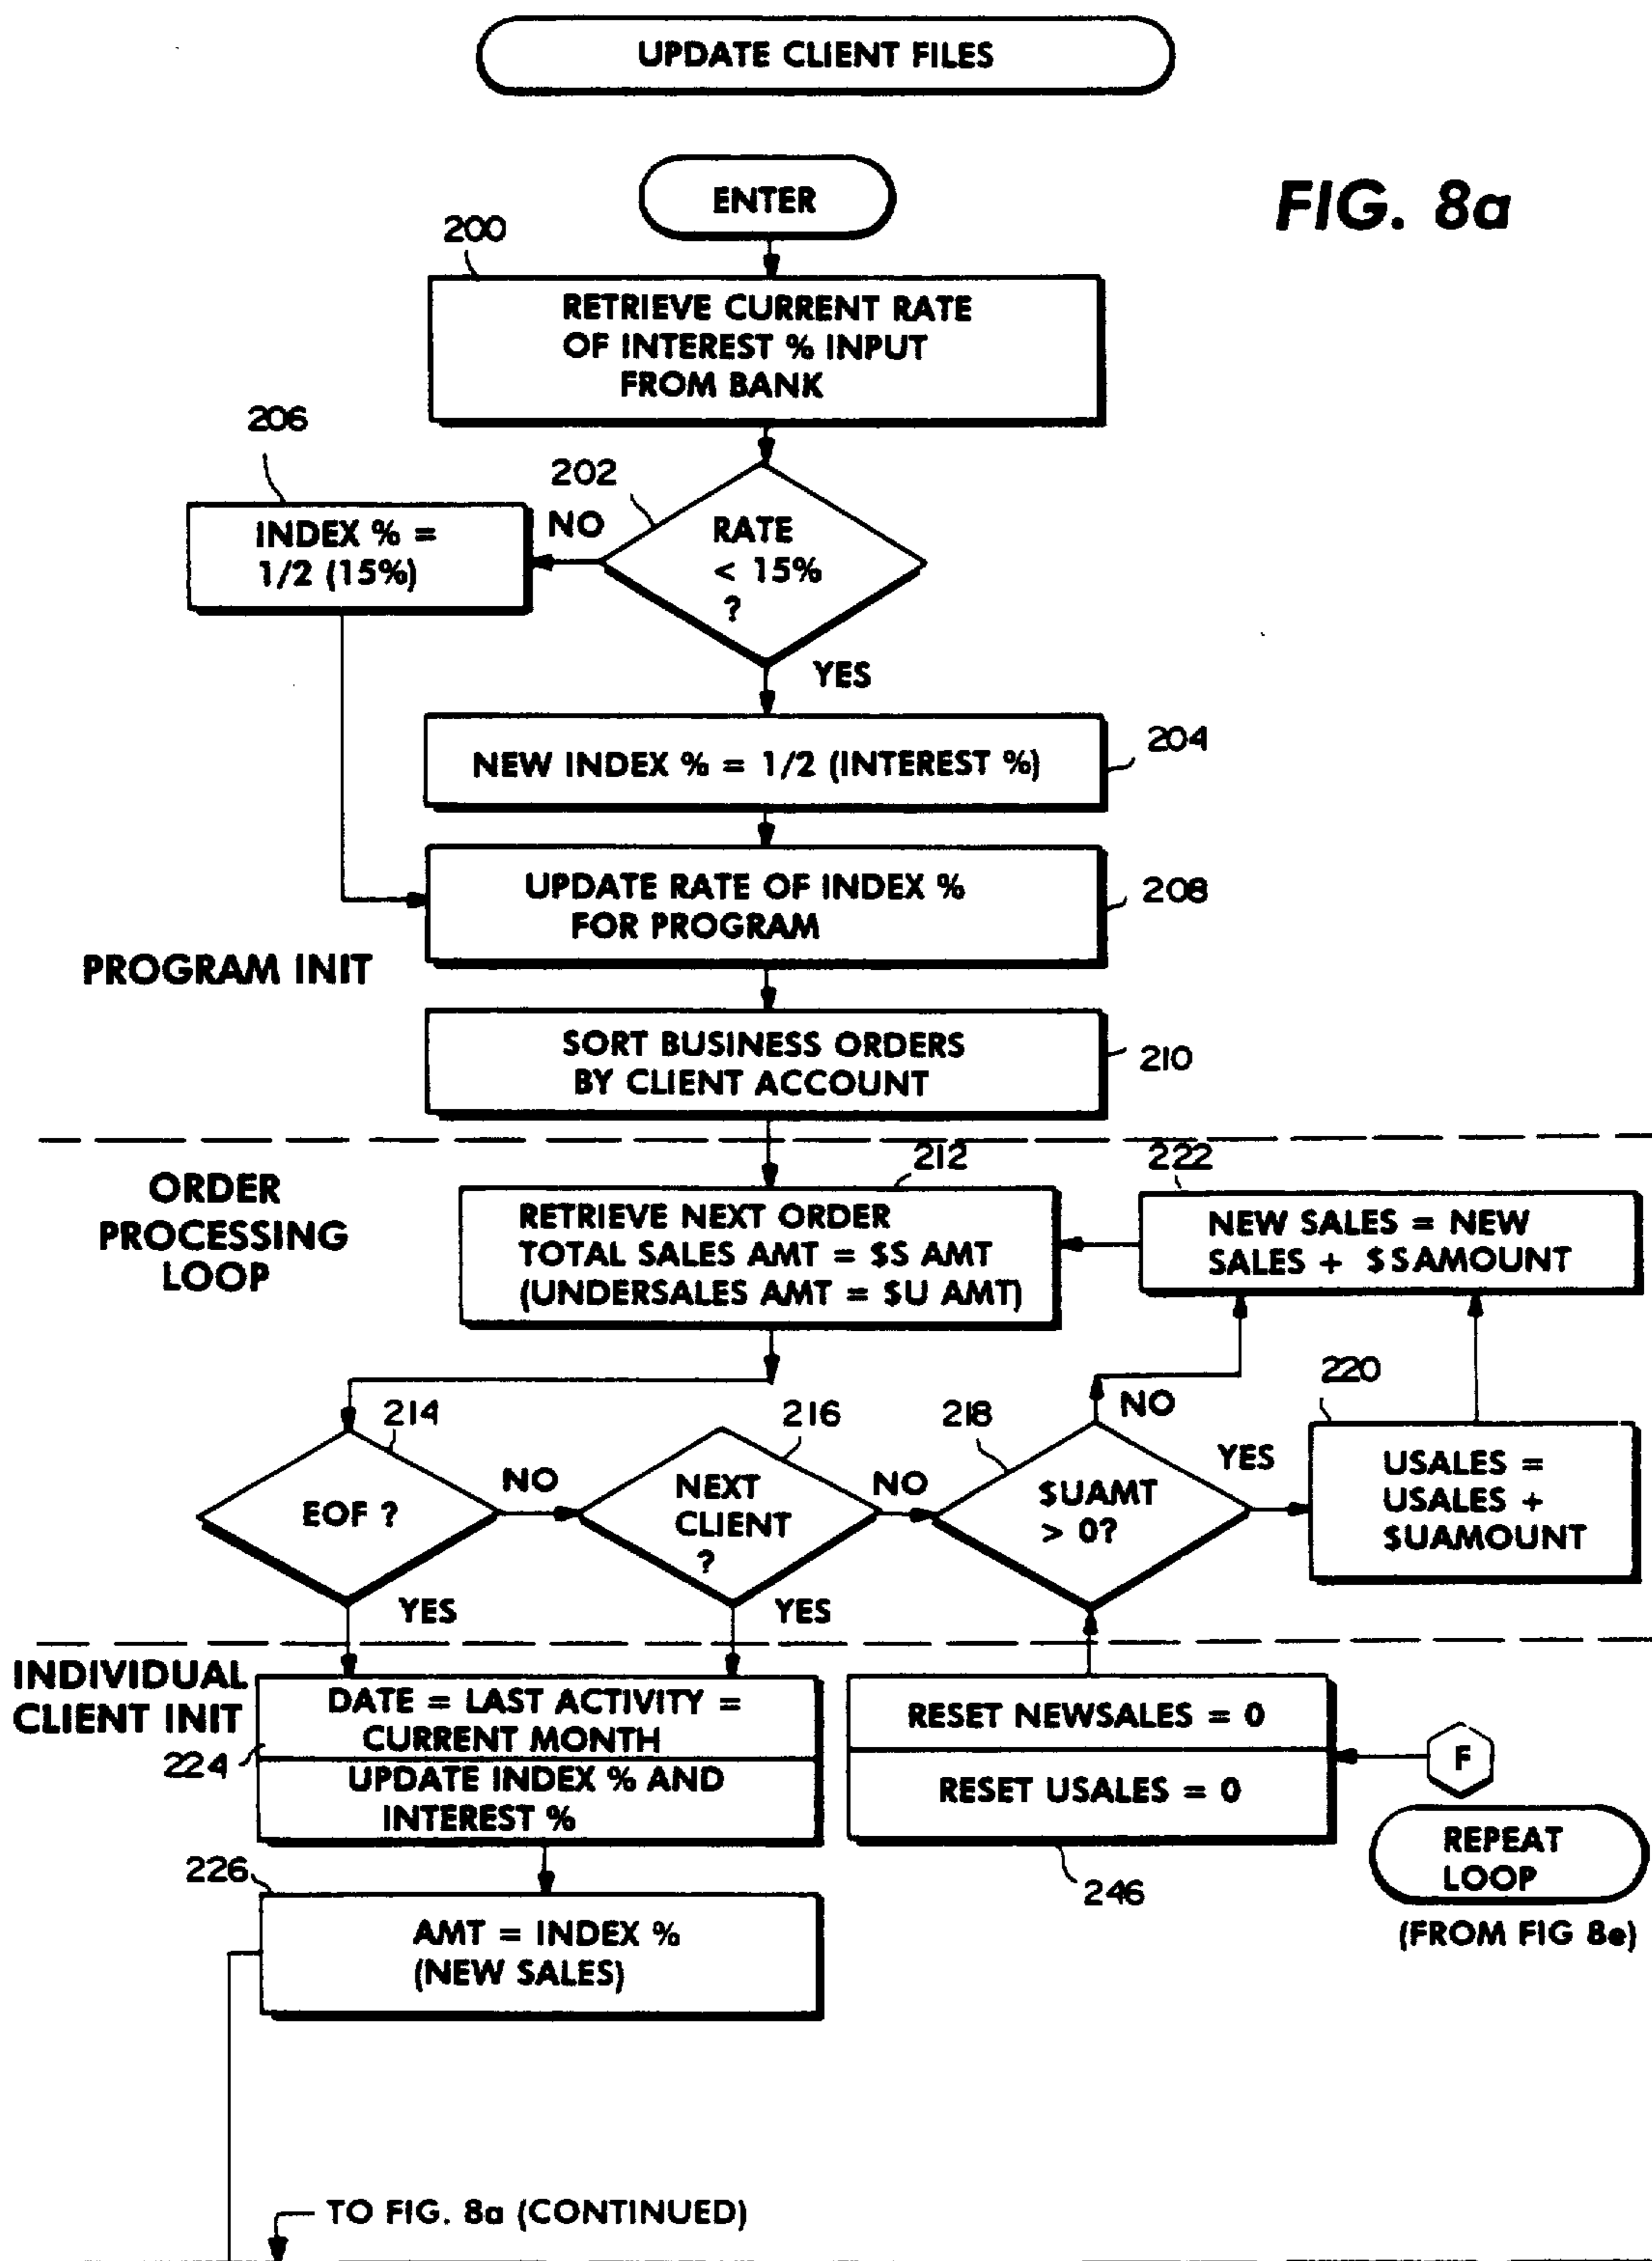 UPDATE CLIENT FILES
ENTER
FIG. 8a
200
RETRIEVE CURRENT RATE
OF INTEREST % INPUT
FROM BANK
206
202
INDEX % =
1/2 (15%)
NO
RATE
< 15%
?
YES
204
NEW INDEX % = 1/2 (INTEREST %)
208
UPDATE RATE OF INDEX %
FOR PROGRAM
PROGRAM INIT
SORT BUSINESS ORDERS
BY CLIENT ACCOUNT
210
ORDER
PROCESSING
LOOP
212
RETRIEVE NEXT ORDER
TOTAL SALES AMT = $S AMT
(UNDERSALES AMT = $U AMT)
222
NEW SALES = NEW
SALES + $SAMOUNT
214
EOF ?
NO
YES
216
NEXT
CLIENT
?
NO
YES
218
$UAMT
> 0?
NO
YES
220
USALES =
USALES +
$UAMOUNT
INDIVIDUAL
CLIENT INIT
224
DATE = LAST ACTIVITY =
CURRENT MONTH
UPDATE INDEX % AND
INTEREST %
RESET NEWSALES = 0
RESET USALES = 0
246
F
REPEAT
LOOP
(FROM FIG 8e)
226
AMT = INDEX %
(NEW SALES)
TO FIG. 8a (CONTINUED)